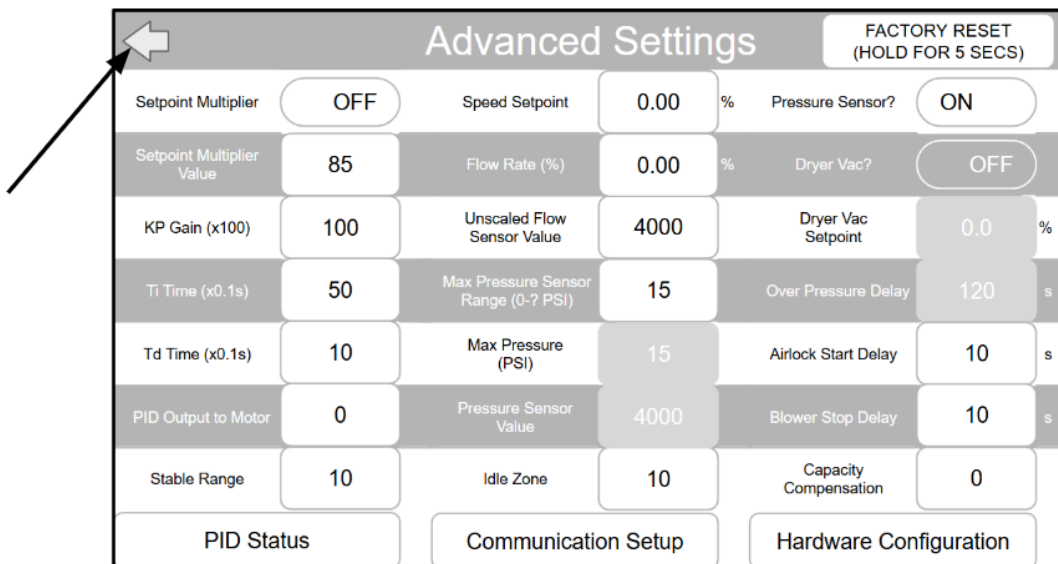 Advanced Settings
FACTORY RESET
(HOLD FOR 5 SECS)
Setpoint Multiplier
OFF
Speed Setpoint
0.00
%
Pressure Sensor?
ON
Setpoint Multiplier
Value
85
Flow Rate (%)
0.00
%
Dryer Vac?
OFF
KP Gain (x100)
100
Unscaled Flow
Sensor Value
4000
Dryer Vac
Setpoint
0.0
%
Ti Time (x0.1s)
50
Max Pressure Sensor
Range (0-? PSI)
15
Over Pressure Delay
120
s
Td Time (x0.1s)
10
Max Pressure
(PSI)
15
Airlock Start Delay
10
s
PID Output to Motor
0
Pressure Sensor
Value
4000
Blower Stop Delay
10
s
Stable Range
10
Idle Zone
10
Capacity
Compensation
0
PID Status
Communication Setup
Hardware Configuration